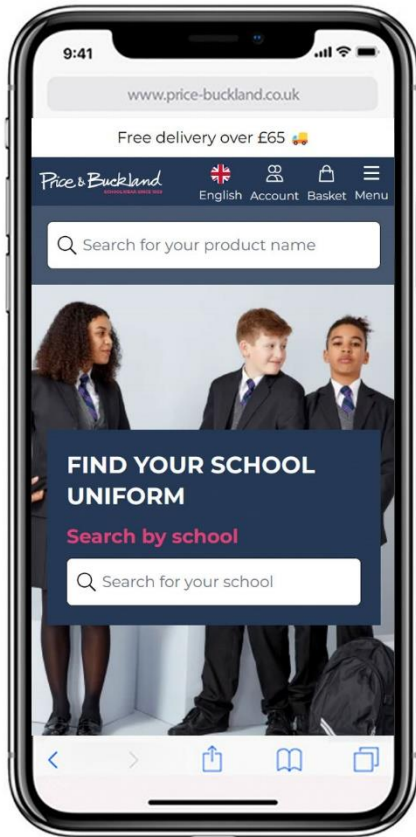 9:41
www.price-buckland.co.uk
Free delivery over £65
Price & Buckland
English Account Basket Menu
Search for your product name
FIND YOUR SCHOOL
UNIFORM
Search by school
Search for your school